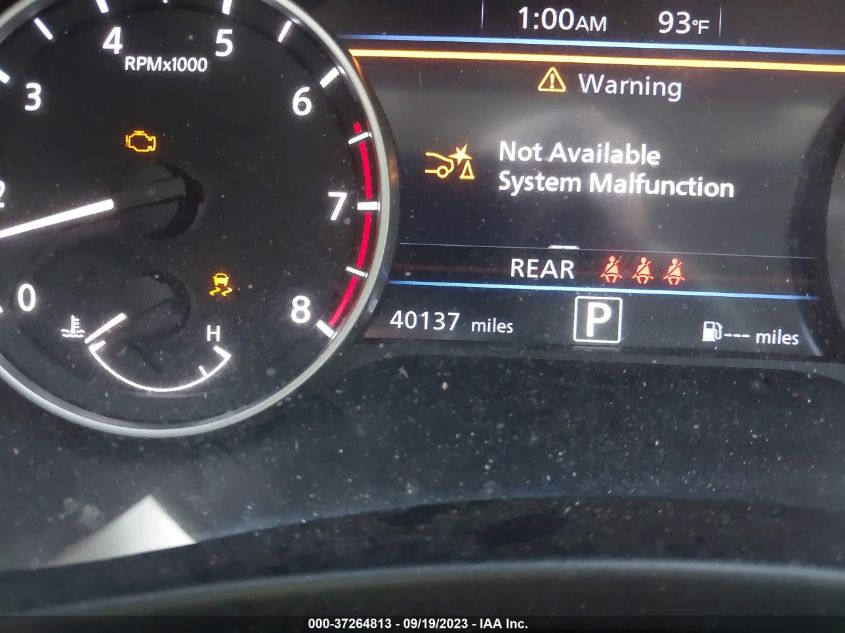 1:00AM 93°F
4 5
RPMx1000
Warning
3 6
Not Available
System Malfunction
2 7
REAR
0 8
H
40137 miles P --- miles
000-37264813 - 09/19/2023 - IAA Inc.